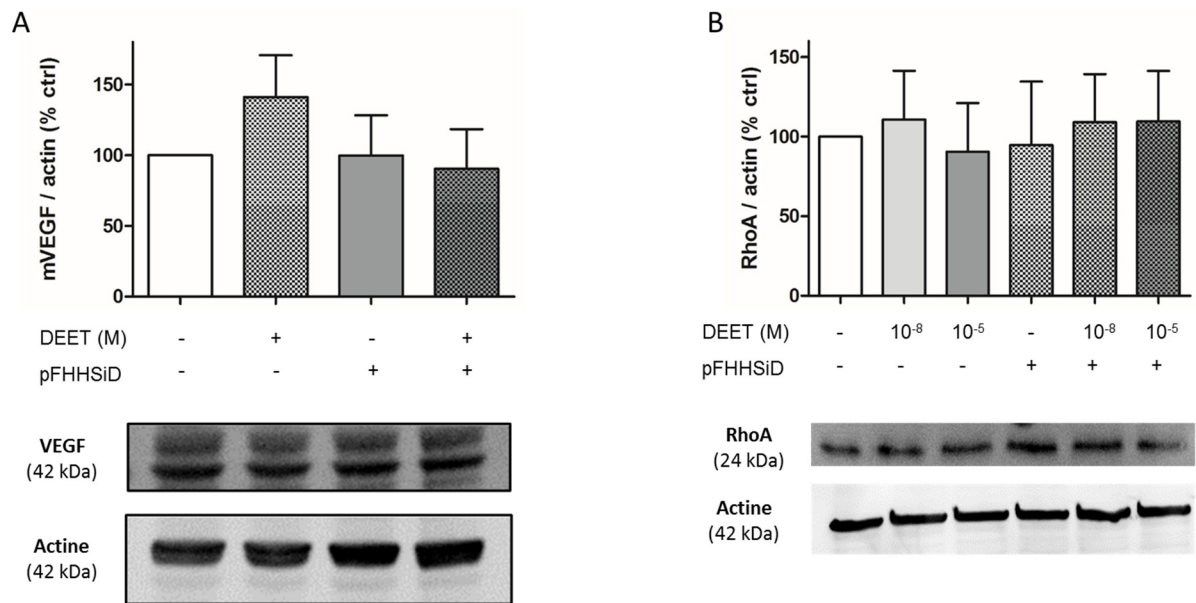 A
mVEGF / actin (% ctrl)
150
100
50
0
DEET (M) - + - +
pFHHSiD - - + +
VEGF
(42 kDa)
Actine
(42 kDa)
B
RhoA / actin (% ctrl)
150
100
50
0
DEET (M) - 10⁻⁸ 10⁻⁵ - 10⁻⁸ 10⁻⁵
pFHHSiD - - - + + +
RhoA
(24 kDa)
Actine
(42 kDa)